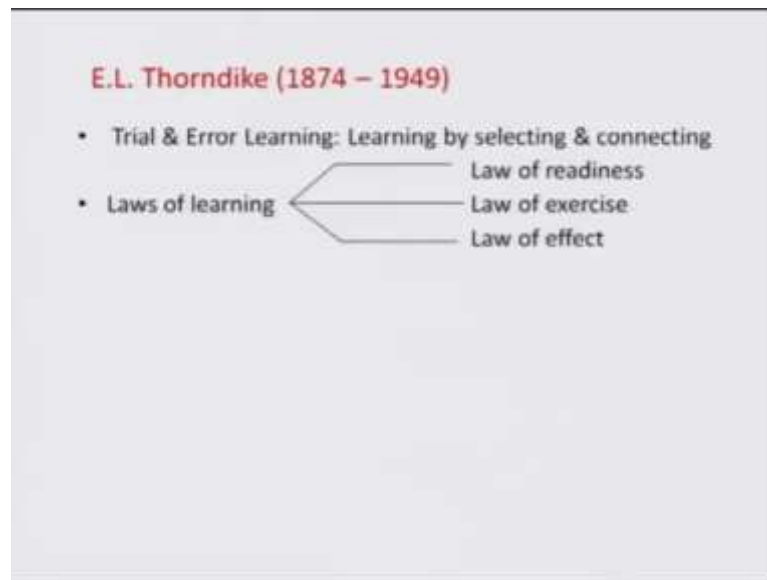 E.L. Thorndike (1874 – 1949)
• Trial & Error Learning: Learning by selecting & connecting
• Laws of learning
Law of readiness
Law of exercise
Law of effect